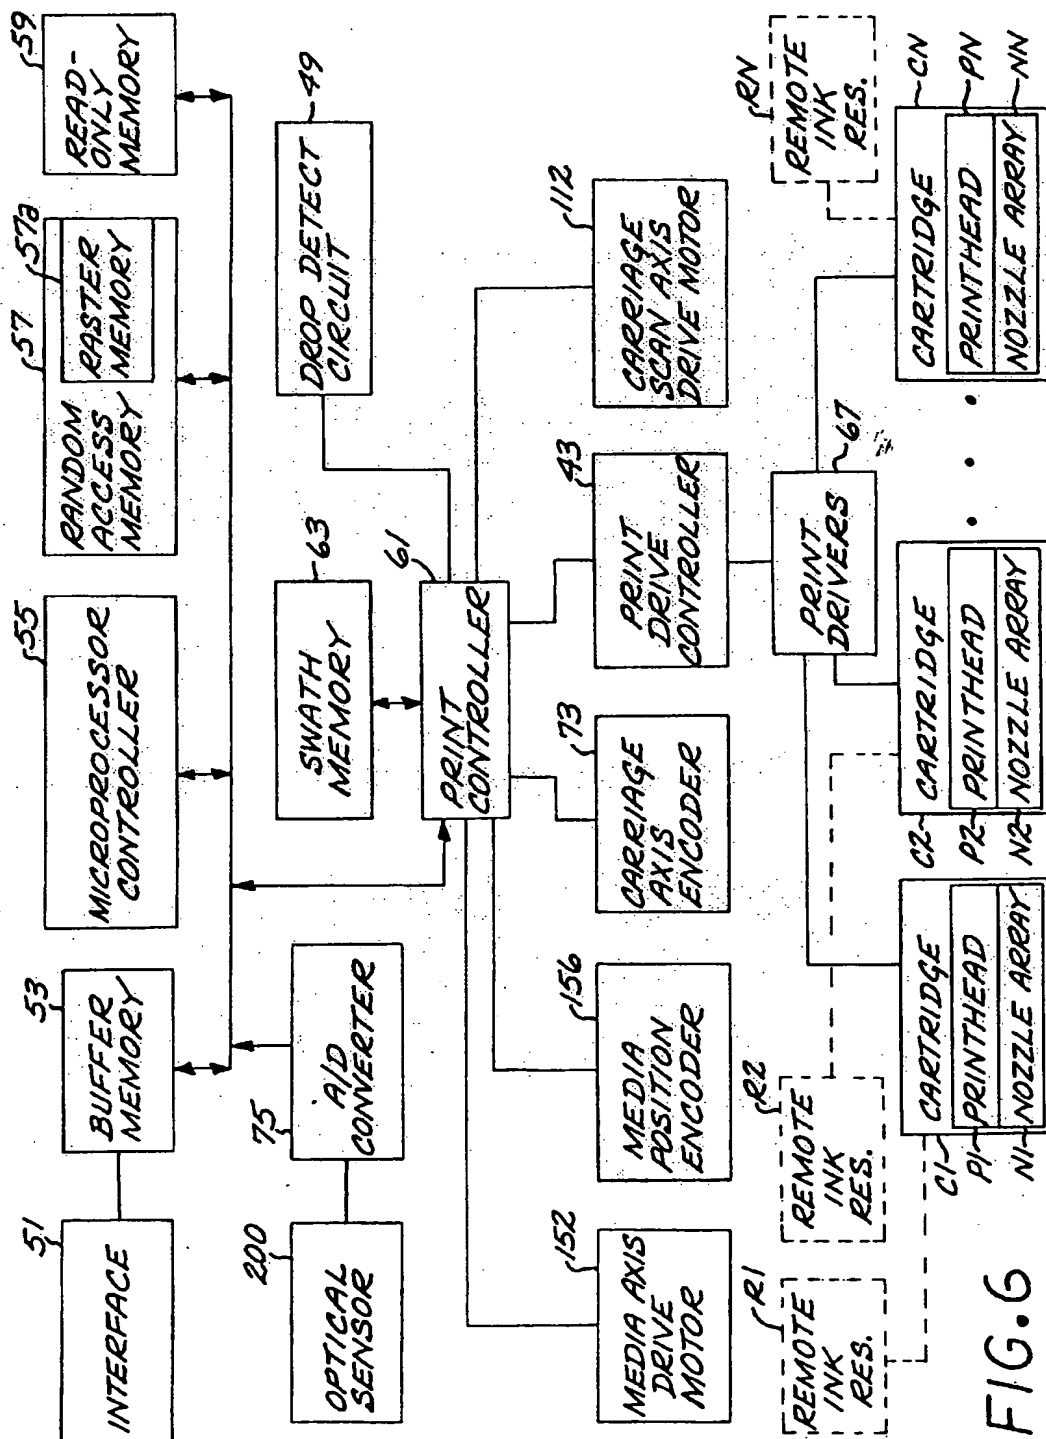 51
INTERFACE
53
BUFFER
MEMORY
55
MICROPROCESSOR
CONTROLLER
57
RANDOM
ACCESS
MEMORY
57a
RASTER
MEMORY
59
READ-
ONLY
MEMORY
200
OPTICAL
SENSOR
75
A/D
CONVERTER
63
SWATH
MEMORY
49
DROP DETECT
CIRCUIT
61
PRINT
CONTROLLER
152
MEDIA AXIS
DRIVE
MOTOR
156
MEDIA
POSITION
ENCODER
73
CARRIAGE
AXIS
ENCODER
43
PRINT
DRIVE
CONTROLLER
112
CARRIAGE
SCAN AXIS
DRIVE MOTOR
R1
REMOTE
INK
RES.
R2
REMOTE
INK
RES.
67
PRINT
DRIVERS
RN
REMOTE
INK
RES.
C1
CARTRIDGE
P1
PRINTHEAD
N1
NOZZLE ARRAY
C2
CARTRIDGE
P2
PRINTHEAD
N2
NOZZLE ARRAY
. . .
CARTRIDGE
CN
PRINTHEAD
PN
NOZZLE ARRAY
NN
FIG.6